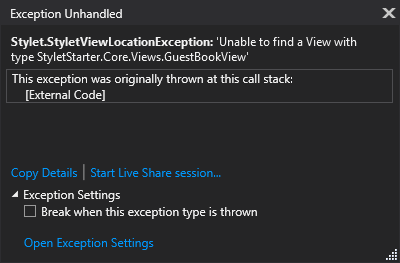 Exception Unhandled
Stylet.StyletViewLocationException: 'Unable to find a View with
type StyletStarter.Core.Views.GuestBookView'
This exception was originally thrown at this call stack:
[External Code]
Copy Details | Start Live Share session...
Exception Settings
Break when this exception type is thrown
Open Exception Settings